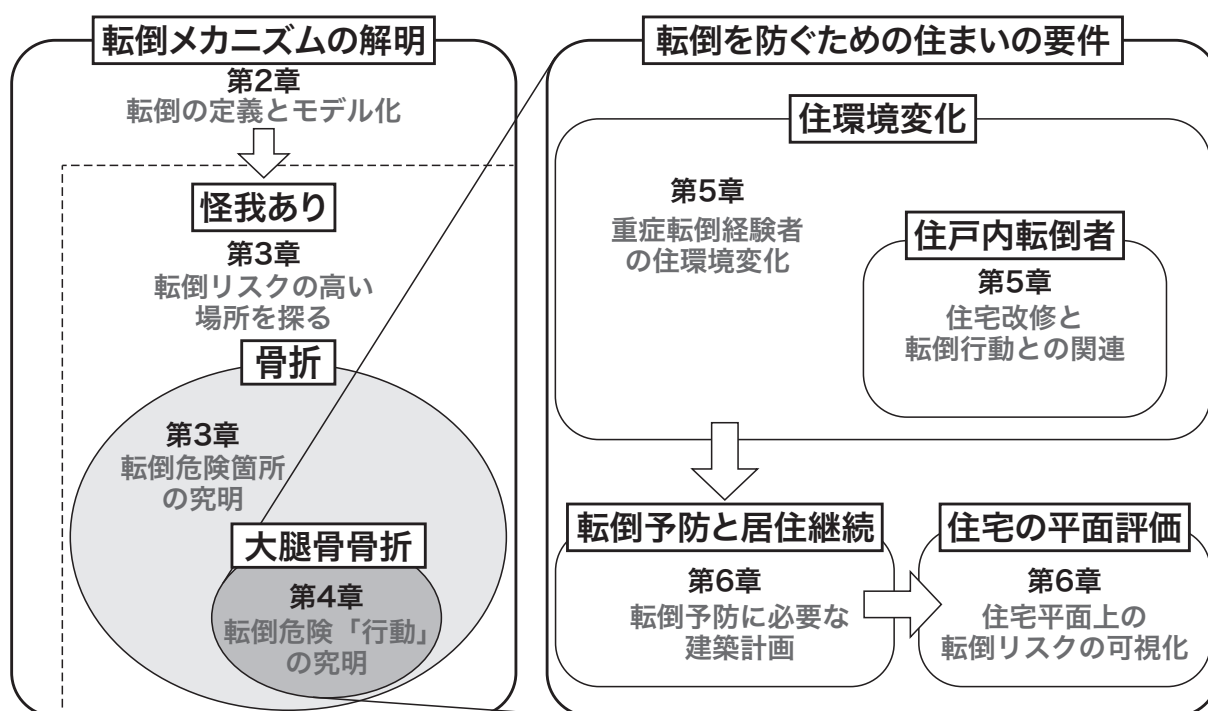 転倒メカニズムの解明
第2章
転倒の定義とモデル化
怪我あり
第3章
転倒リスクの高い
場所を探る
骨折
第3章
転倒危険箇所
の究明
大腿骨骨折
第4章
転倒危険「行動」
の究明
転倒を防ぐための住まいの要件
住環境変化
第5章
重症転倒経験者
の住環境変化
住戸内転倒者
第5章
住宅改修と
転倒行動との関連
転倒予防と居住継続
第6章
転倒予防に必要な
建築計画
住宅の平面評価
第6章
住宅平面上の
転倒リスクの可視化